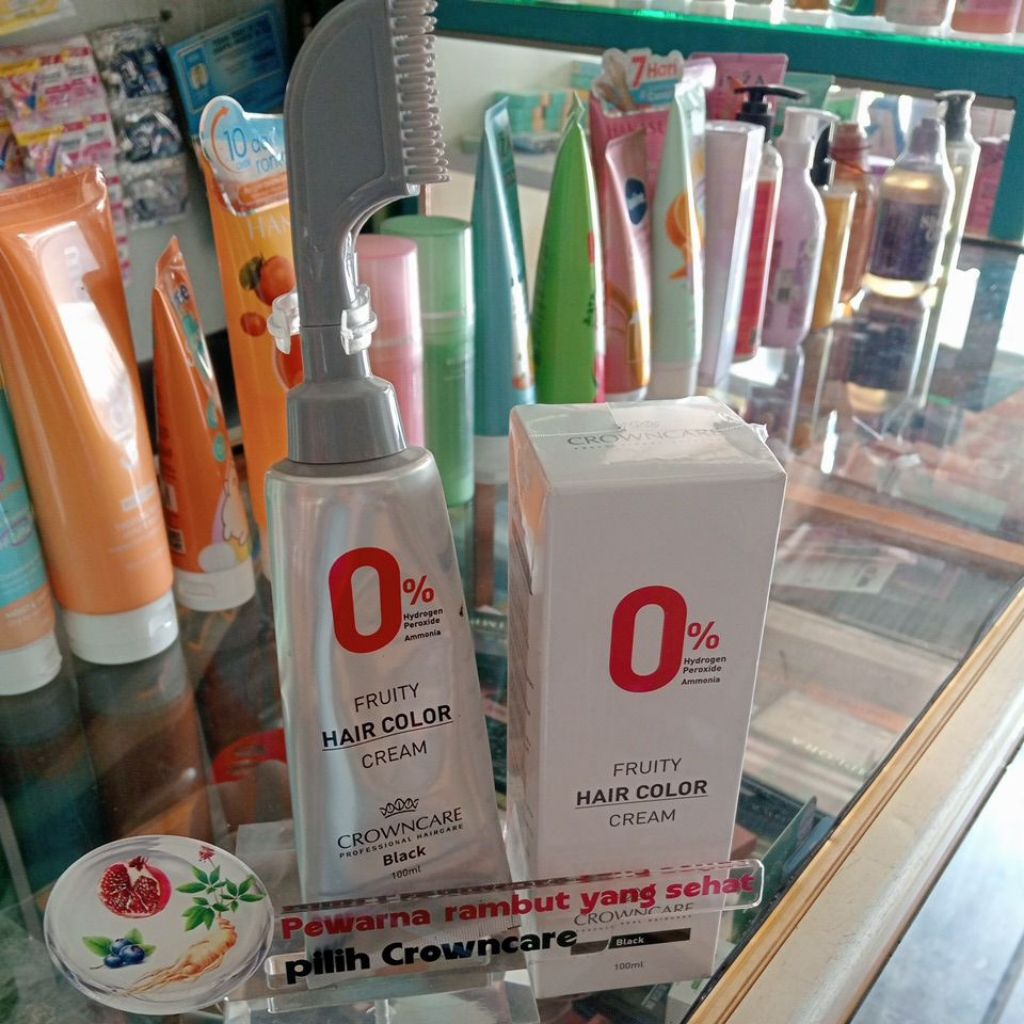 7 Hari
10
HAN
CROWNCARE
0%
Hydrogen
Peroxide
Ammonia
FRUITY
HAIR COLOR
CREAM
CROWNCARE
PROFESSIONAL HAIRCARE
Black
100ml
0%
Hydrogen
Peroxide
Ammonia
FRUITY
HAIR COLOR
CREAM
CROWNCARE
Black
100ml
Pewarna rambut yang sehat
pilih Crowncare